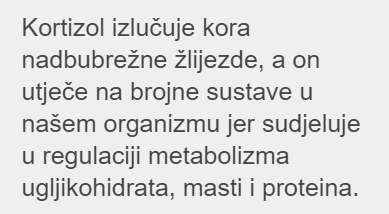 Kortizol izlučuje kora
nadbubrežne žlijezde, a on
utječe na brojne sustave u
našem organizmu jer sudjeluje
u regulaciji metabolizma
ugljikohidrata, masti i proteina.